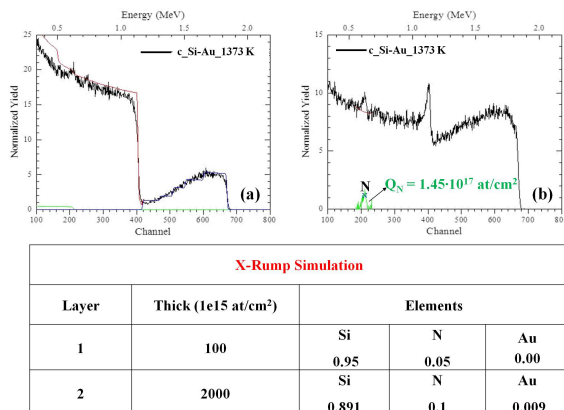 Energy (MeV)
0.5 1.0 1.5 2.0
25
20
15
10
5
0
Normalized Yield
c_Si-Au_1373 K
(a)
100 200 300 400 500 600 700 800
Channel
Energy (MeV)
0.5 1.0 1.5 2.0
15
10
5
0
Normalized Yield
c_Si-Au_1373 K
N
Q_N = 1.45·10¹⁷ at/cm²
(b)
100 200 300 400 500 600 700 800
Channel
X-Rump Simulation
Layer Thick (1e15 at/cm²) Elements
1 100 Si N Au
0.95 0.05 0.00
2 2000 Si N Au
0.891 0.1 0.009